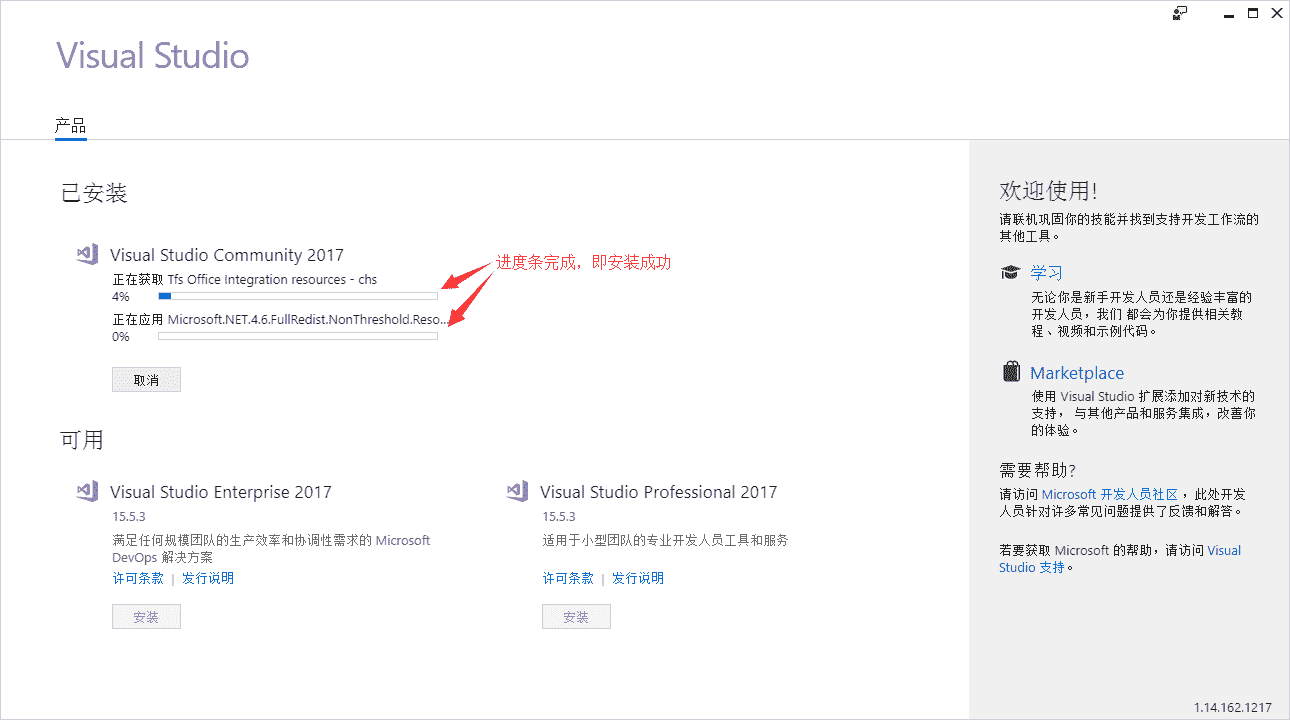 Visual Studio
产品
已安装
Visual Studio Community 2017
正在获取 Tfs Office Integration resources - chs
4%
正在应用 Microsoft.NET.4.6.FullRedist.NonThreshold.Reso...
0%
进度条完成，即安装成功
取消
可用
Visual Studio Enterprise 2017
15.5.3
满足任何规模团队的生产效率和协调性需求的 Microsoft
DevOps 解决方案
许可条款 | 发行说明
安装
Visual Studio Professional 2017
15.5.3
适用于小型团队的专业开发人员工具和服务
许可条款 | 发行说明
安装
欢迎使用!
请联机巩固你的技能并找到支持开发工作流的
其他工具。
学习
无论你是新手开发人员还是经验丰富的
开发人员，我们 都会为你提供相关教
程、视频和示例代码。
Marketplace
使用 Visual Studio 扩展添加对新技术的
支持， 与其他产品和服务集成，改善你
的体验。
需要帮助?
请访问 Microsoft 开发人员社区 ，此处开发
人员针对许多常见问题提供了反馈和解答。
若要获取 Microsoft 的帮助，请访问 Visual
Studio 支持。
1.14.162.1217